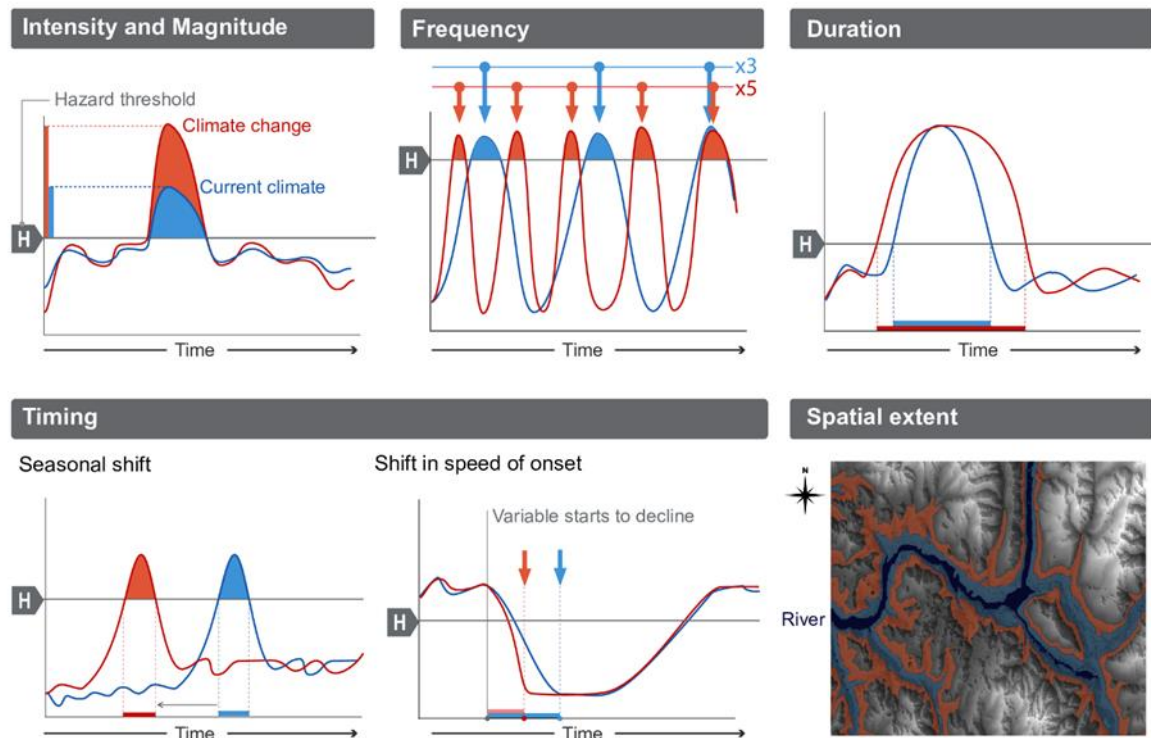 Intensity and Magnitude
Hazard threshold
Climate change
Current climate
H
Time
Frequency
x3
x5
H
Time
Duration
H
Time
Timing
Seasonal shift
H
Time
Shift in speed of onset
Variable starts to decline
H
Time
Spatial extent
N
River